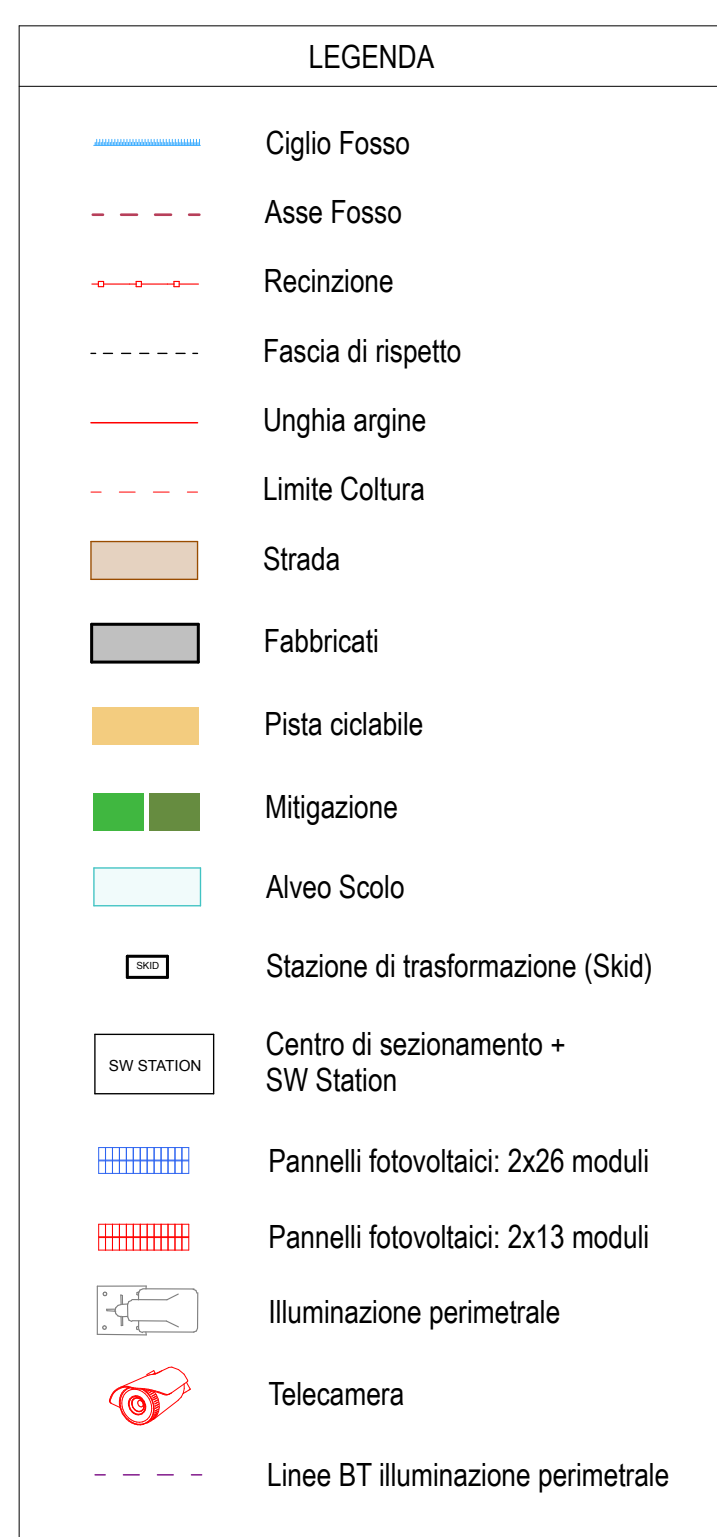 LEGENDA
Ciglio Fosso
Asse Fosso
Recinzione
Fascia di rispetto
Unghia argine
Limite Coltura
Strada
Fabbricati
Pista ciclabile
Mitigazione
Alveo Scolo
SKID
Stazione di trasformazione (Skid)
SW STATION
Centro di sezionamento +
SW Station
Pannelli fotovoltaici: 2x26 moduli
Pannelli fotovoltaici: 2x13 moduli
Illuminazione perimetrale
Telecamera
Linee BT illuminazione perimetrale